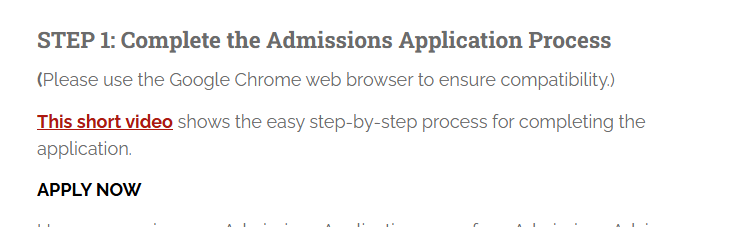 STEP 1: Complete the Admissions Application Process
(Please use the Google Chrome web browser to ensure compatibility.)
This short video shows the easy step-by-step process for completing the
application.
APPLY NOW